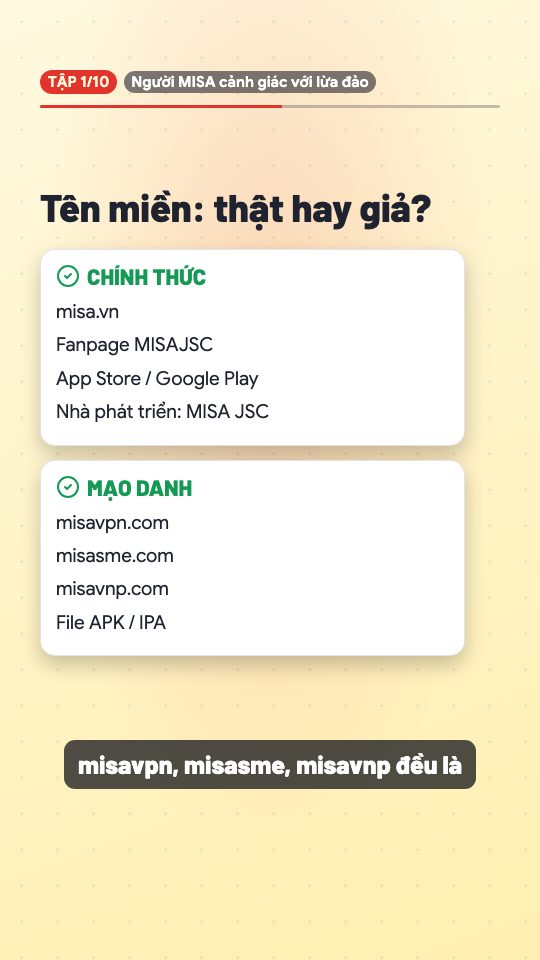 TẬP 1/10
Người MISA cảnh giác với lừa đảo
Tên miền: thật hay giả?
CHÍNH THỨC
misa.vn
Fanpage MISAJSC
App Store / Google Play
Nhà phát triển: MISA JSC
MẠO DANH
misavpn.com
misasme.com
misavnp.com
File APK / IPA
misavpn, misasme, misavnp đều là